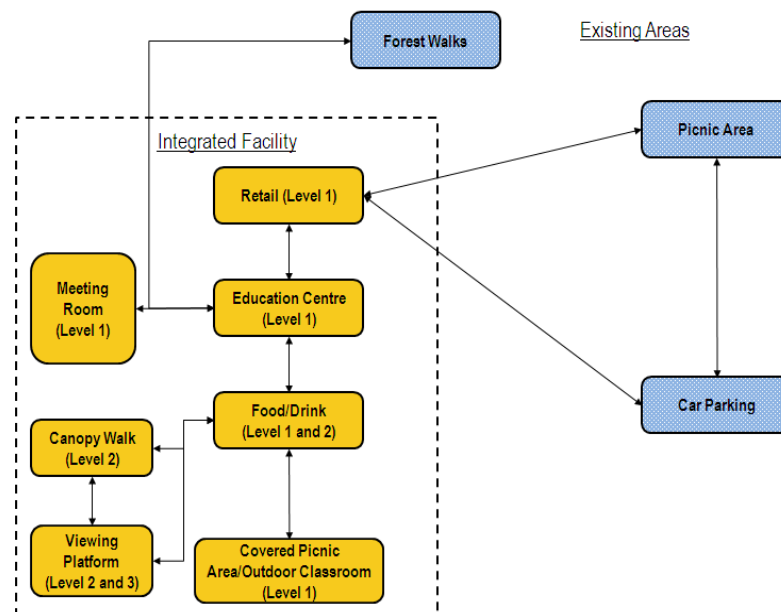 Forest Walks
Existing Areas
Picnic Area
Integrated Facility
Retail (Level 1)
Meeting
Room
(Level 1)
Education Centre
(Level 1)
Car Parking
Food/Drink
(Level 1 and 2)
Canopy Walk
(Level 2)
Viewing
Platform
(Level 2 and 3)
Covered Picnic
Area/Outdoor Classroom
(Level 1)